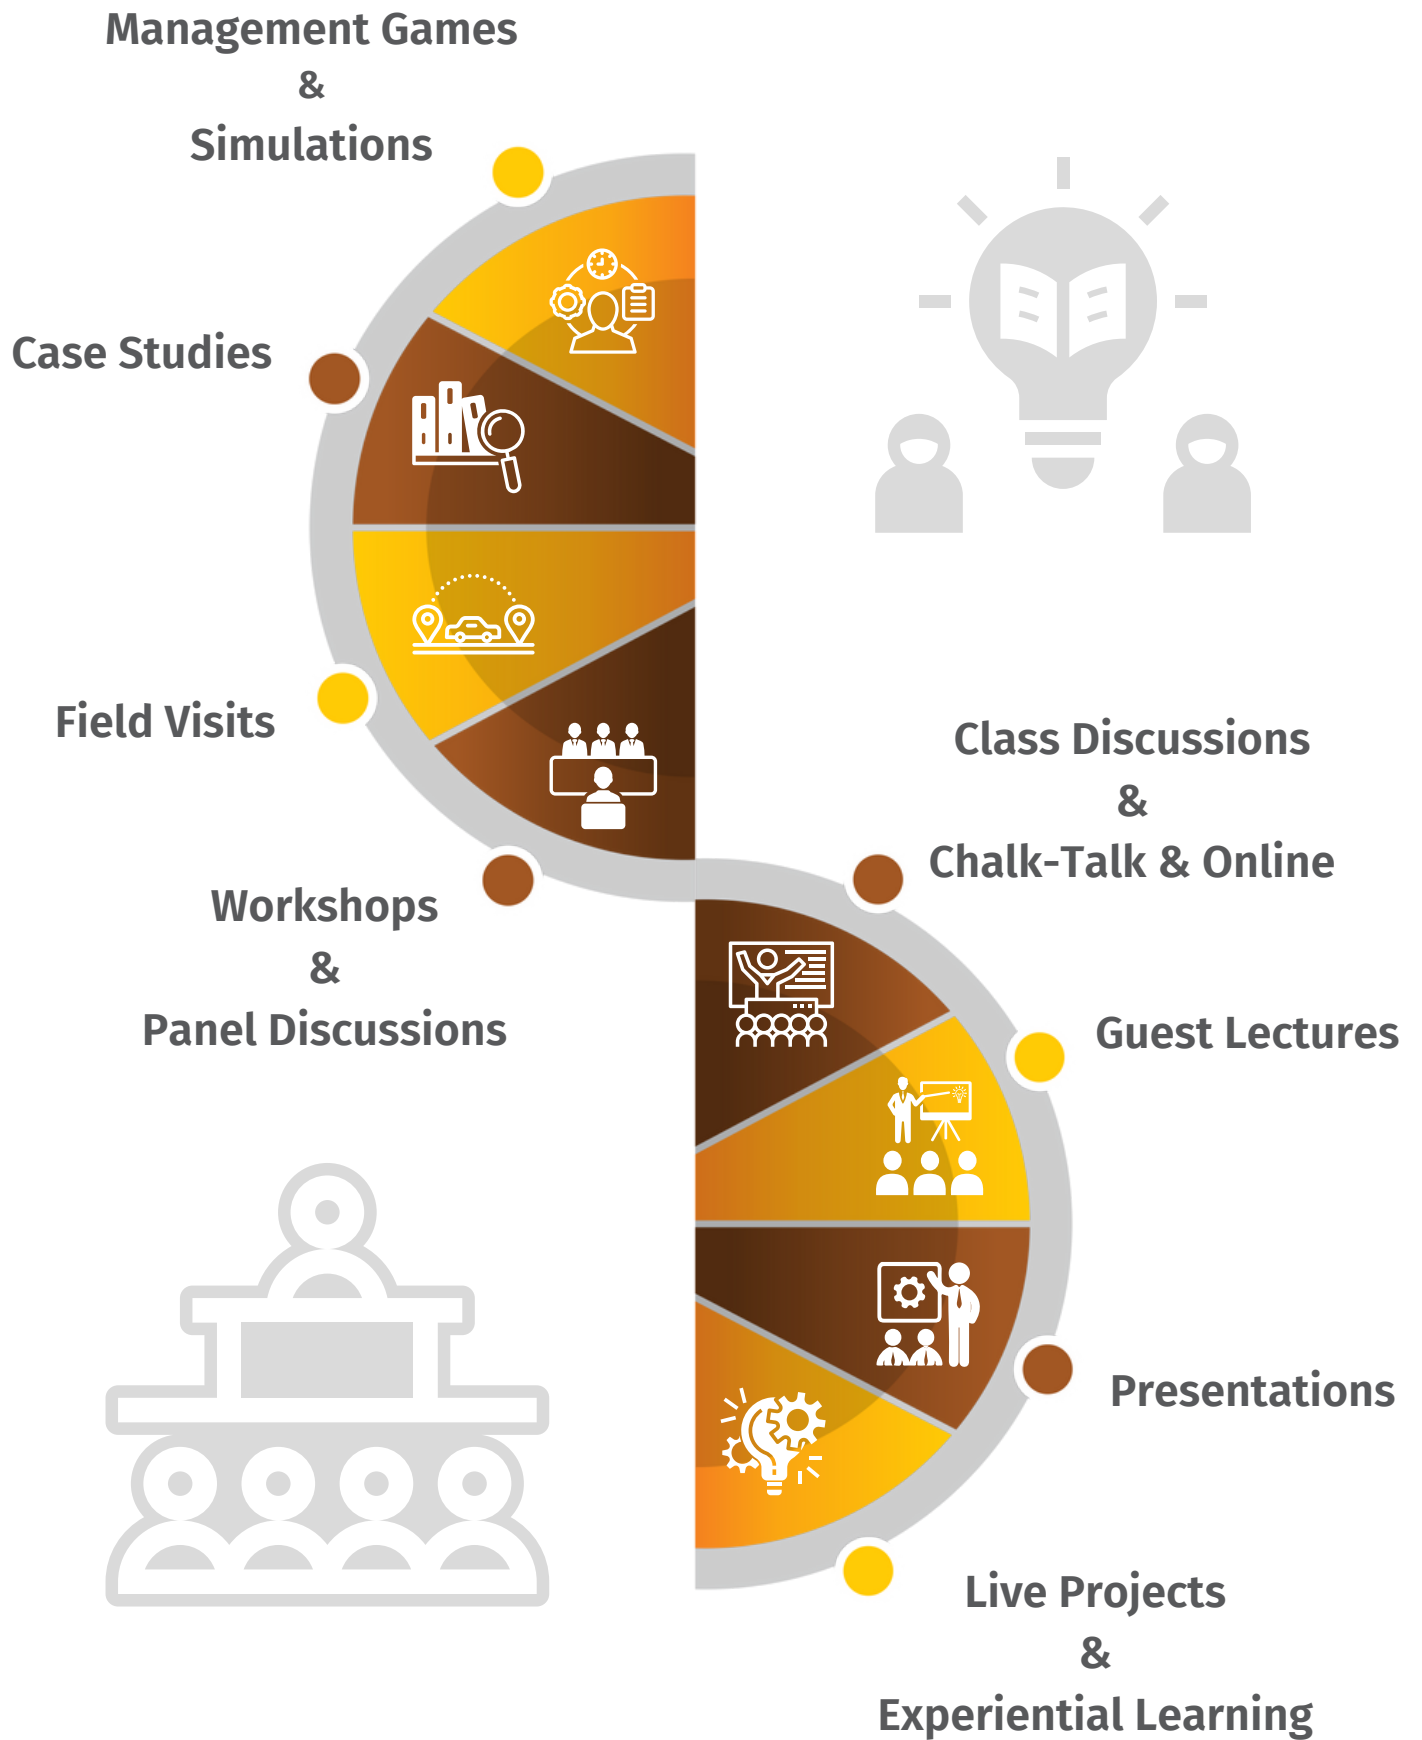 Management Games
&
Simulations
Case Studies
Field Visits
Workshops
&
Panel Discussions
Class Discussions
&
Chalk-Talk & Online
Guest Lectures
Presentations
Live Projects
&
Experiential Learning